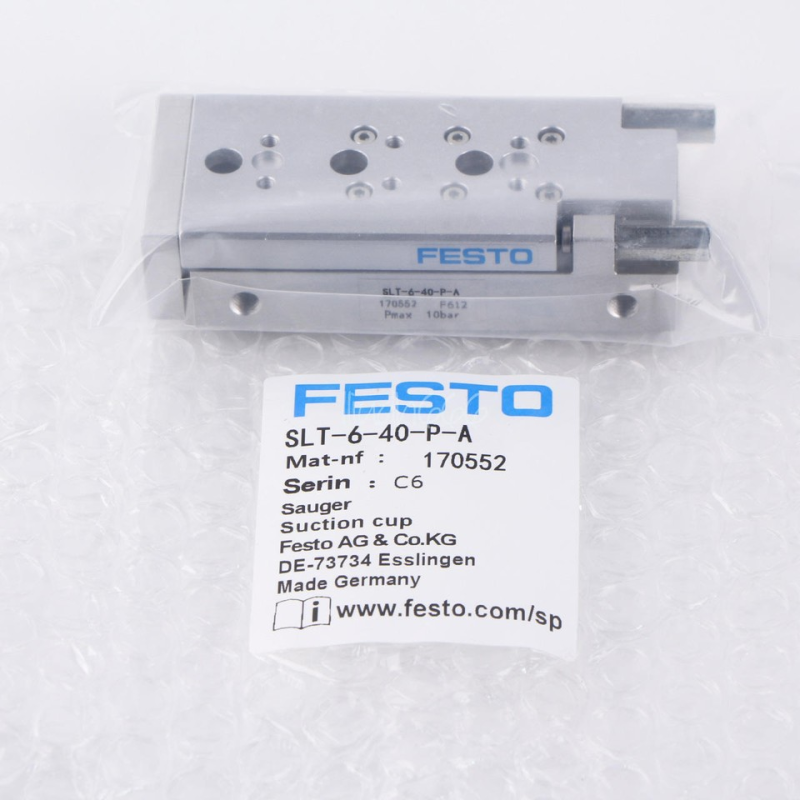 FESTO
SLT-6-40-P-A
170552 F612
Pmax 10bar
FESTO
SLT-6-40-P-A
Mat-nf : 170552
Serin : C6
Sauger
Suction cup
Festo AG & Co.KG
DE-73734 Esslingen
Made Germany
i www.festo.com/sp